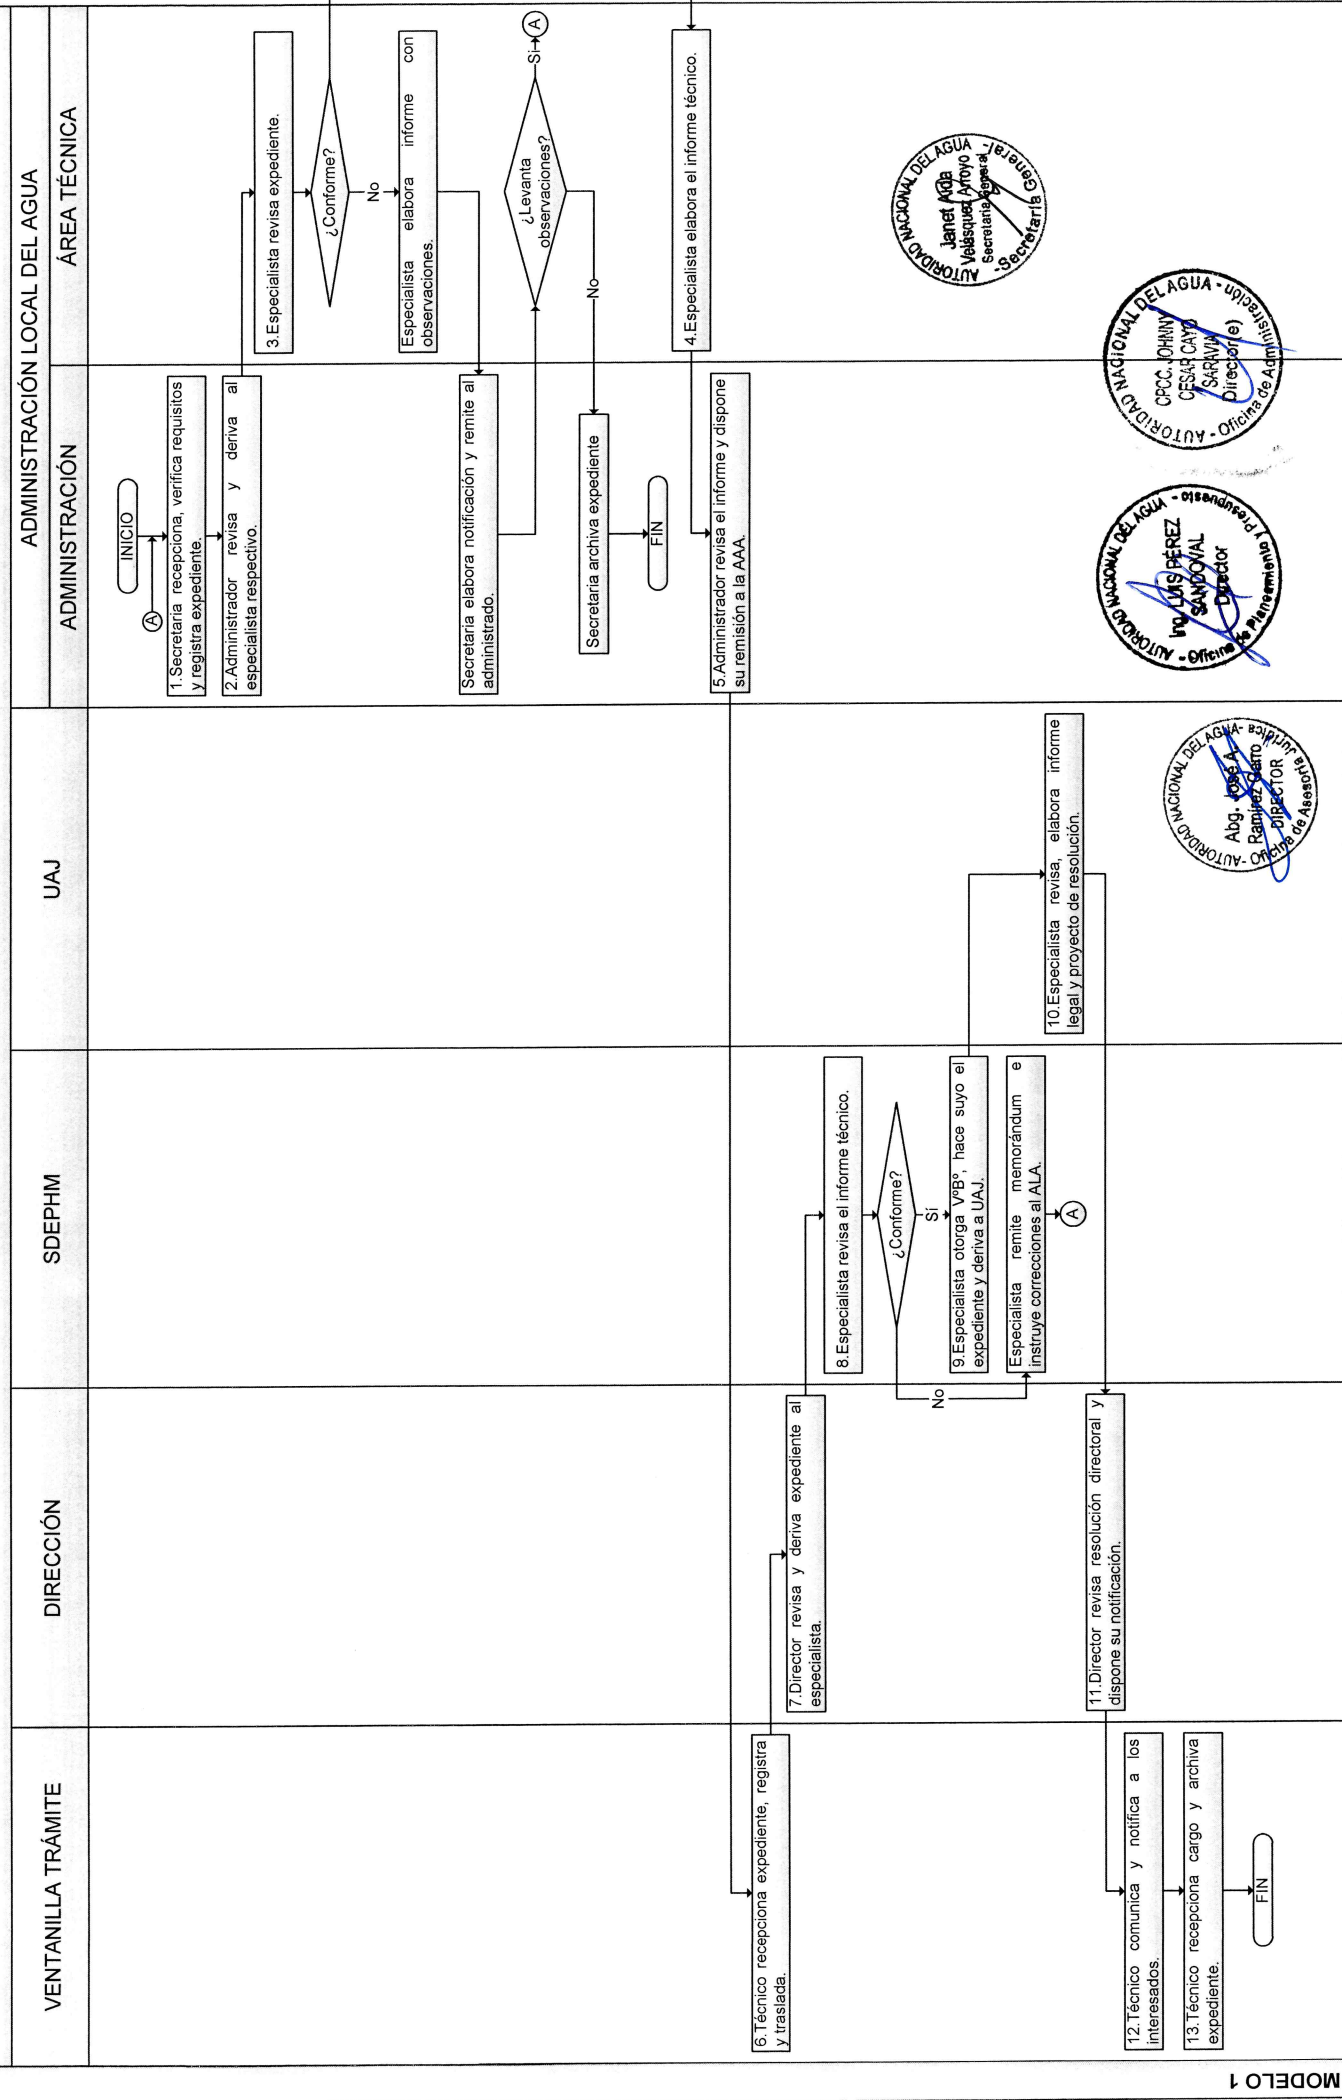 MODELO 1
ADMINISTRACIÓN LOCAL DEL AGUA
VENTANILLA TRÁMITE
DIRECCIÓN
SDEPHM
UAJ
ADMINISTRACIÓN
ÁREA TÉCNICA
INICIO
A
1.Secretaria recepciona, verifica requisitos
y registra expediente.
2.Administrador revisa y deriva al
especialista respectivo.
3.Especialista revisa expediente.
¿Conforme?
No
Especialista elabora informe con
observaciones.
Secretaria elabora notificación y remite al
administrado.
¿Levanta
observaciones?
Si
A
No
Secretaria archiva expediente
FIN
4.Especialista elabora el informe técnico.
5.Administrador revisa el informe y dispone
su remisión a la AAA.
6.Técnico recepciona expediente, registra
y traslada.
7.Director revisa y deriva expediente al
especialista.
8.Especialista revisa el informe técnico.
¿Conforme?
Sí
No
9.Especialista otorga VºBº, hace suyo el
expediente y deriva a UAJ.
Especialista remite memorándum e
instruye correcciones al ALA.
A
10.Especialista revisa, elabora informe
legal y proyecto de resolución.
11.Director revisa resolución directoral y
dispone su notificación.
12.Técnico comunica y notifica a los
interesados.
13.Técnico recepciona cargo y archiva
expediente.
FIN
AUTORIDAD NACIONAL DEL AGUA - Oficina de Asesoría Jurídica
Abg. José A.
Ramírez Garro
DIRECTOR
AUTORIDAD NACIONAL DEL AGUA - Oficina de Planeamiento y Presupuesto
Ing. LUIS PÉREZ
SANDOVAL
Director
AUTORIDAD NACIONAL DEL AGUA - Oficina de Administración
CPCC. JOHNNY
CESAR CAYO
SARAVIA
Director(e)
AUTORIDAD NACIONAL DEL AGUA - Secretaría General
Janet Aida
Velásquez Arroyo
Secretaria General